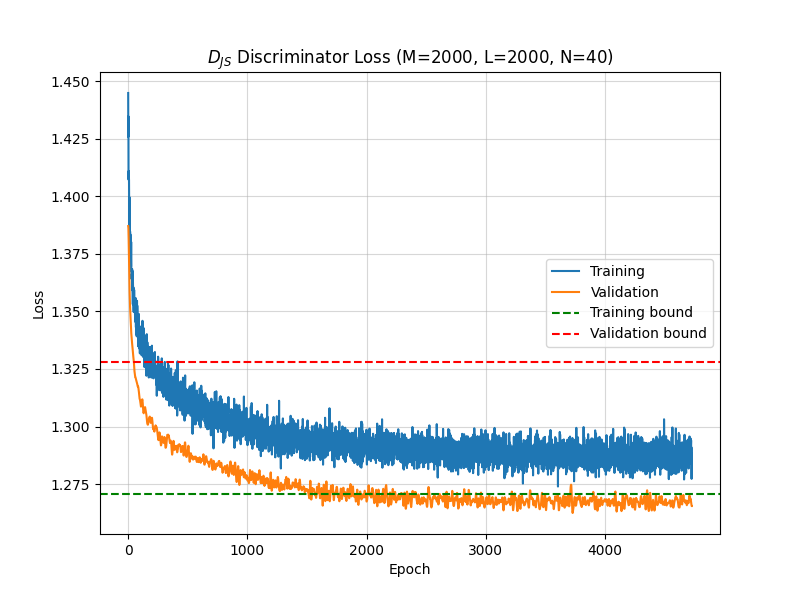 D_JS Discriminator Loss (M=2000, L=2000, N=40)
Loss
1.450
1.425
1.400
1.375
1.350
1.325
1.300
1.275
Training
Validation
Training bound
Validation bound
0 1000 2000 3000 4000
Epoch